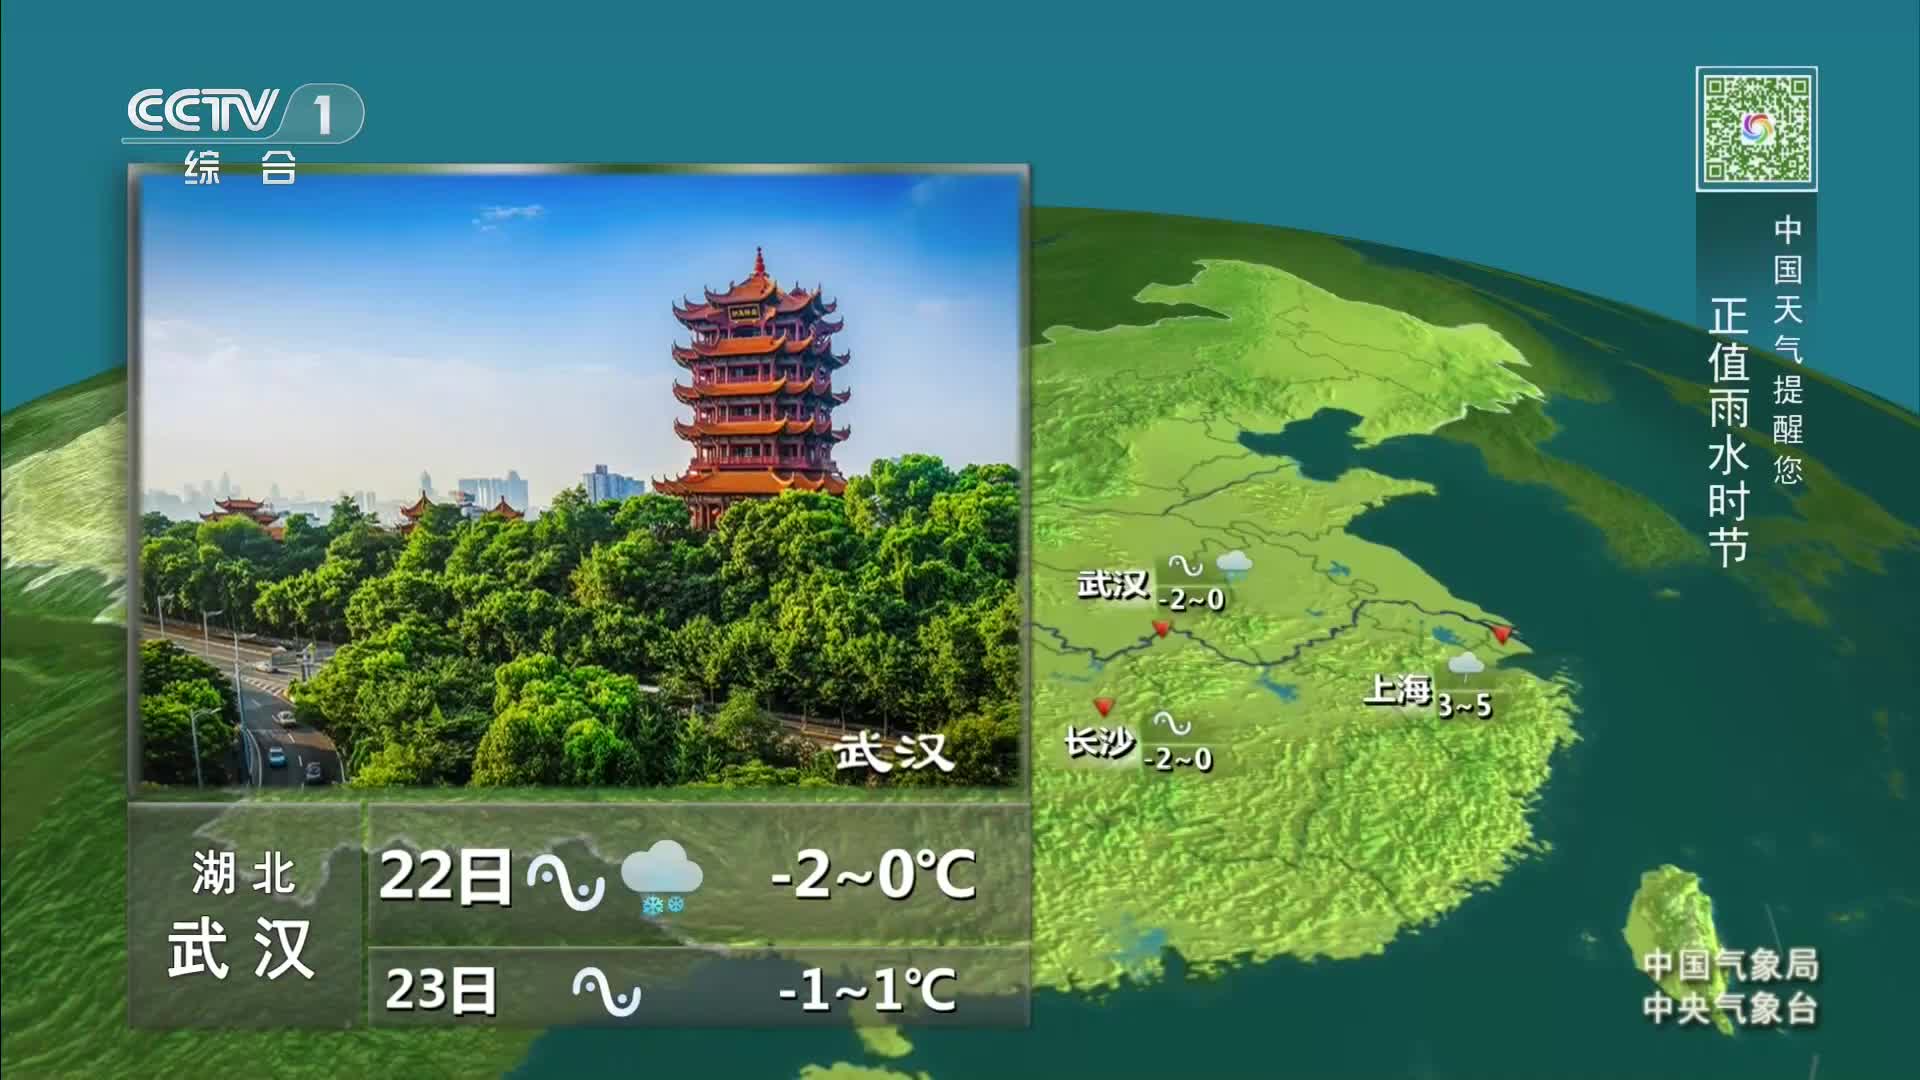 CCTV 1
综合
武汉
湖北
武汉
22日 -2~0℃
23日 -1~1℃
武汉 -2~0
上海 3~5
长沙 -2~0
中国天气提醒您
正值雨水时节
中国气象局
中央气象台